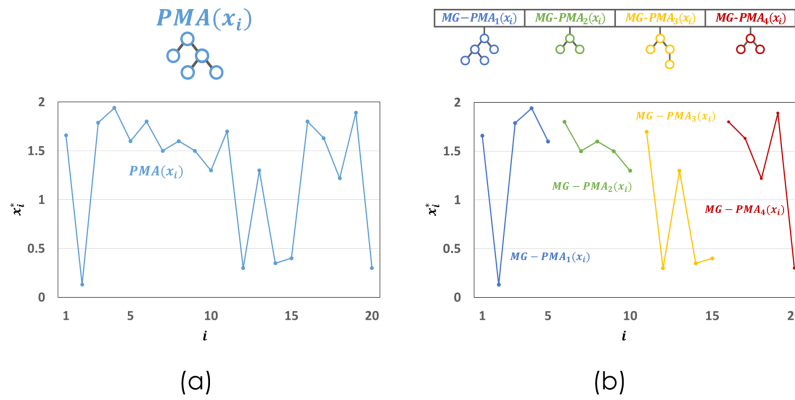 PMA(xᵢ)
2
1.5
1
0.5
0
xᵢ*
PMA(xᵢ)
1 5 10 15 20
i
(a)
MG−PMA₁(xᵢ) MG-PMA₂(xᵢ) MG-PMA₃(xᵢ) MG-PMA₄(xᵢ)
2
1.5
1
0.5
0
xᵢ*
MG − PMA₃(xᵢ)
MG − PMA₂(xᵢ)
MG − PMA₄(xᵢ)
MG − PMA₁(xᵢ)
1 5 10 15 20
i
(b)